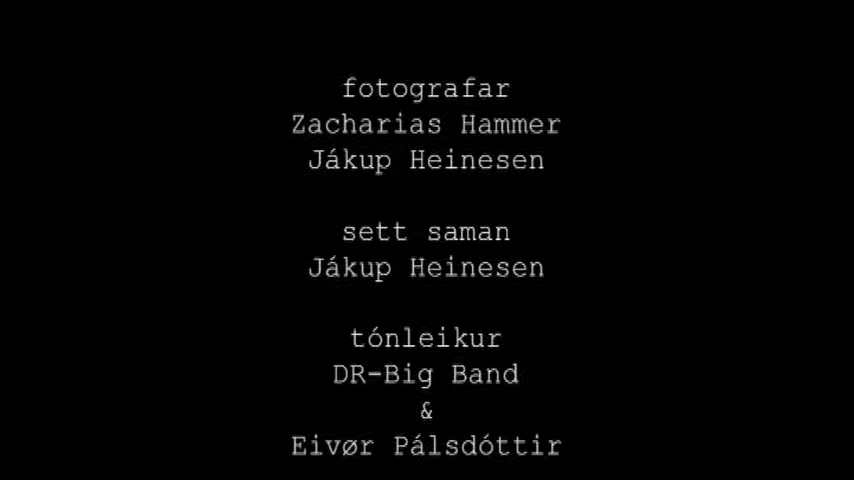 fotografar
Zacharias Hammer
Jákup Heinesen
sett saman
Jákup Heinesen
tónleikur
DR-Big Band
&
Eivør Pálsdóttir